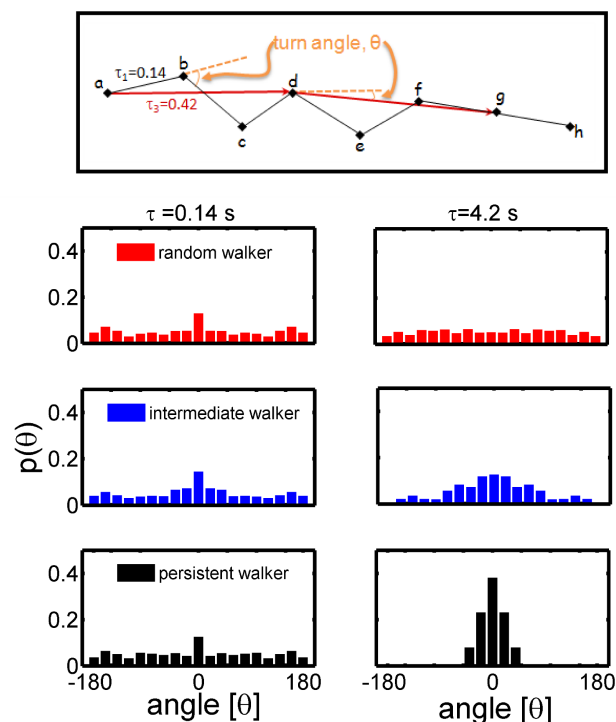 turn angle, θ
τ₁=0.14
a
b
τ₃=0.42
c
d
e
f
g
h
τ =0.14 s
τ=4.2 s
0.4
random walker
0.2
0
0.4
intermediate walker
0.2
0
p(θ)
0.4
persistent walker
0.2
0
-180 0 180
-180 0 180
angle [θ]
angle [θ]